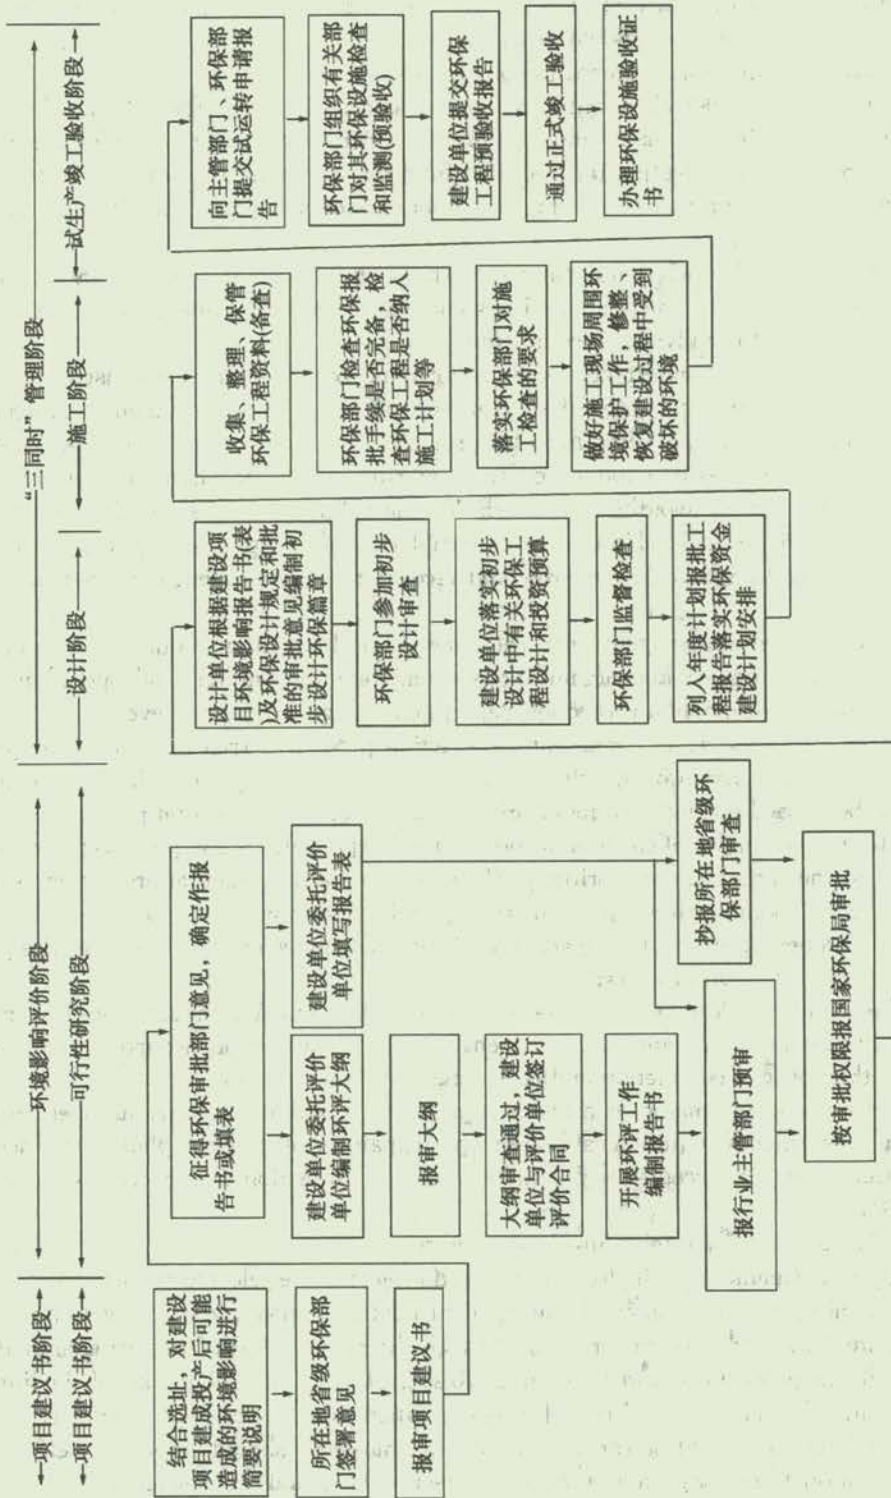 项目建议书阶段
环境影响评价阶段
“三同时”管理阶段
项目建议书阶段
可行性研究阶段
设计阶段
施工阶段
试生产竣工验收阶段
结合选址，对建设
项目建成投产后可能
造成的环境影响进行
简要说明
所在地省级环保部
门签署意见
报审项目建议书
征得环保审批部门意见，确定作报
告书或填表
建设单位委托评价
单位编制环评大纲
建设单位委托评价
单位填写报告表
报审大纲
大纲审查通过，建设
单位与评价单位签订
评价合同
开展环评工作
编制报告书
报行业主管部门预审
抄报所在地省级环
保部门审查
按审批权限报国家环保局审批
设计单位根据建设项
目环境影响报告书(表
)及环保设计规定和批
准的审批意见编制初
步设计环保篇章
环保部门参加初步
设计审查
建设单位落实初步
设计中有关环保工
程设计和投资预算
环保部门监督检查
列入年度计划报批工
程报告落实环保资金
建设计划安排
收集、整理、保管
环保工程资料(备查)
环保部门检查环保报
批手续是否完备，检
查环保工程是否纳入
施工计划等
落实环保部门对施
工检查的要求
做好施工现场周围环
境保护工作，修整、
恢复建设过程中受到
破坏的环境
向主管部门、环保部
门提交试运转申请报
告
环保部门组织有关部
门对其环保设施检查
和监测(预验收)
建设单位提交环保
工程预验收报告
通过正式竣工验收
办理环保设施验收证
书